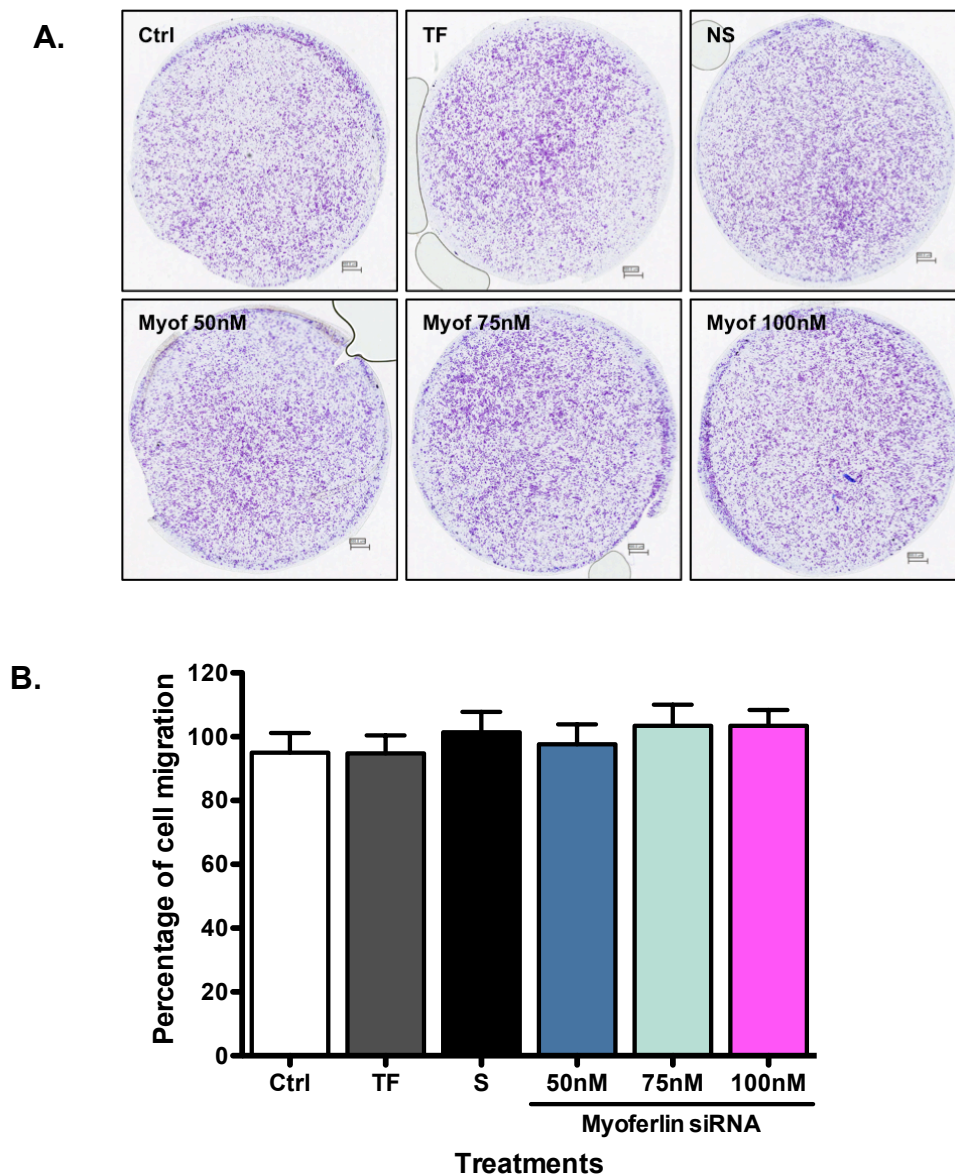 A.
Ctrl
TF
NS
Myof 50nM
Myof 75nM
Myof 100nM
B.
Percentage of cell migration
120
100
80
60
40
20
0
Ctrl TF S 50nM 75nM 100nM
Myoferlin siRNA
Treatments